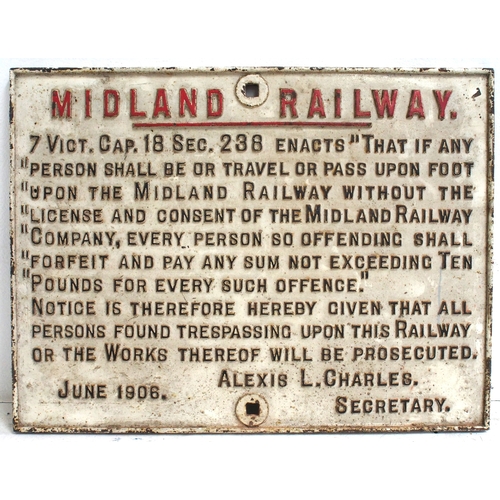 MIDLAND RAILWAY.
7 VICT. CAP. 18 SEC. 238 ENACTS "THAT IF ANY
"PERSON SHALL BE OR TRAVEL OR PASS UPON FOOT
"UPON THE MIDLAND RAILWAY WITHOUT THE
"LICENSE AND CONSENT OF THE MIDLAND RAILWAY
"COMPANY, EVERY PERSON SO OFFENDING SHALL
"FORFEIT AND PAY ANY SUM NOT EXCEEDING TEN
"POUNDS FOR EVERY SUCH OFFENCE."
NOTICE IS THEREFORE HEREBY GIVEN THAT ALL
PERSONS FOUND TRESPASSING UPON THIS RAILWAY
OR THE WORKS THEREOF WILL BE PROSECUTED.
ALEXIS L. CHARLES.
JUNE 1906.
SECRETARY.